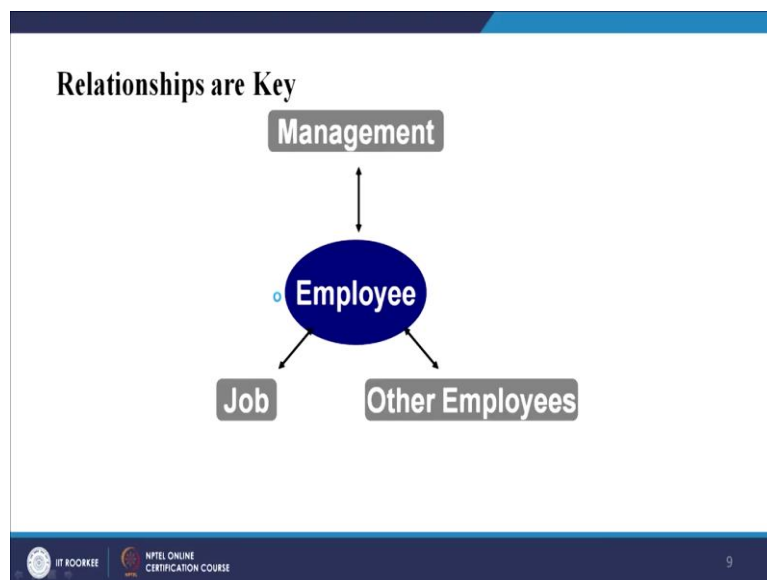 Relationships are Key
Management
Employee
Job
Other Employees
IIT ROORKEE
NPTEL ONLINE
CERTIFICATION COURSE
9